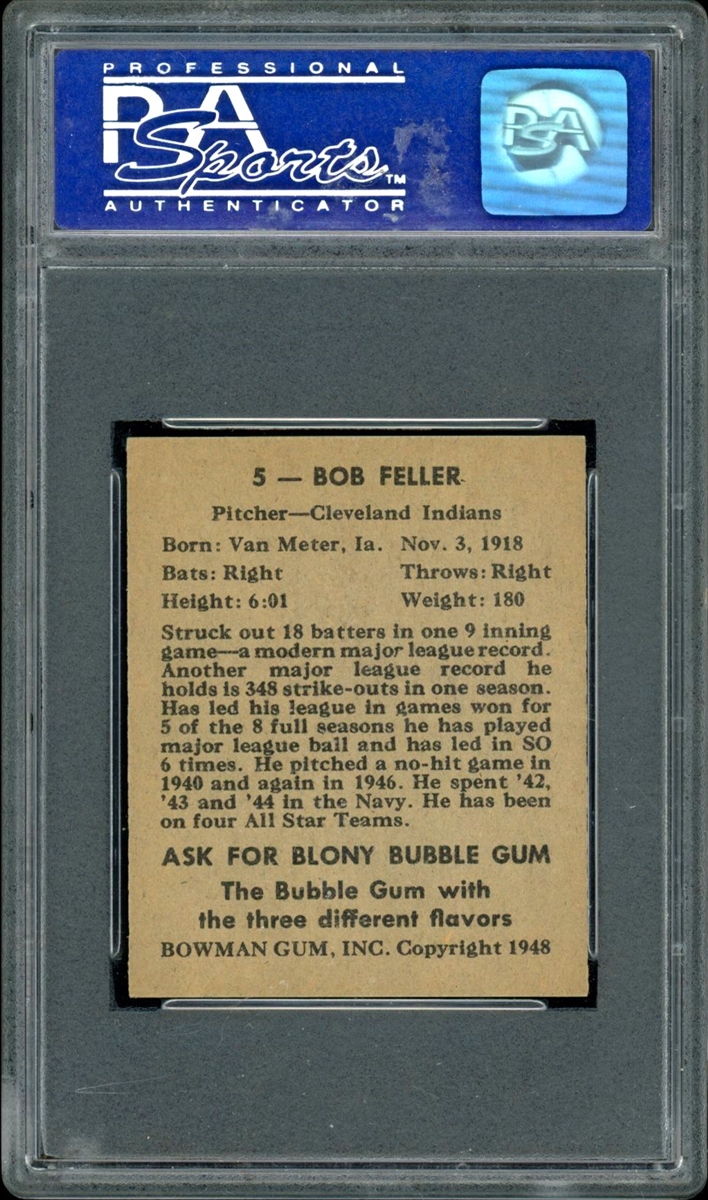 PROFESSIONAL
PSA
Sports™
AUTHENTICATOR
PSA
5 — BOB FELLER
Pitcher—Cleveland Indians
Born: Van Meter, Ia. Nov. 3, 1918
Bats: Right Throws: Right
Height: 6:01 Weight: 180
Struck out 18 batters in one 9 inning
game—a modern major league record.
Another major league record he
holds is 348 strike-outs in one season.
Has led his league in games won for
5 of the 8 full seasons he has played
major league ball and has led in SO
6 times. He pitched a no-hit game in
1940 and again in 1946. He spent '42,
'43 and '44 in the Navy. He has been
on four All Star Teams.
ASK FOR BLONY BUBBLE GUM
The Bubble Gum with
the three different flavors
BOWMAN GUM, INC. Copyright 1948